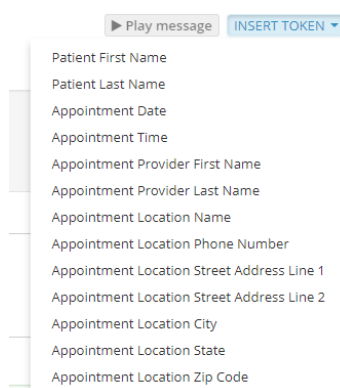 Play message INSERT TOKEN
Patient First Name
Patient Last Name
Appointment Date
Appointment Time
Appointment Provider First Name
Appointment Provider Last Name
Appointment Location Name
Appointment Location Phone Number
Appointment Location Street Address Line 1
Appointment Location Street Address Line 2
Appointment Location City
Appointment Location State
Appointment Location Zip Code